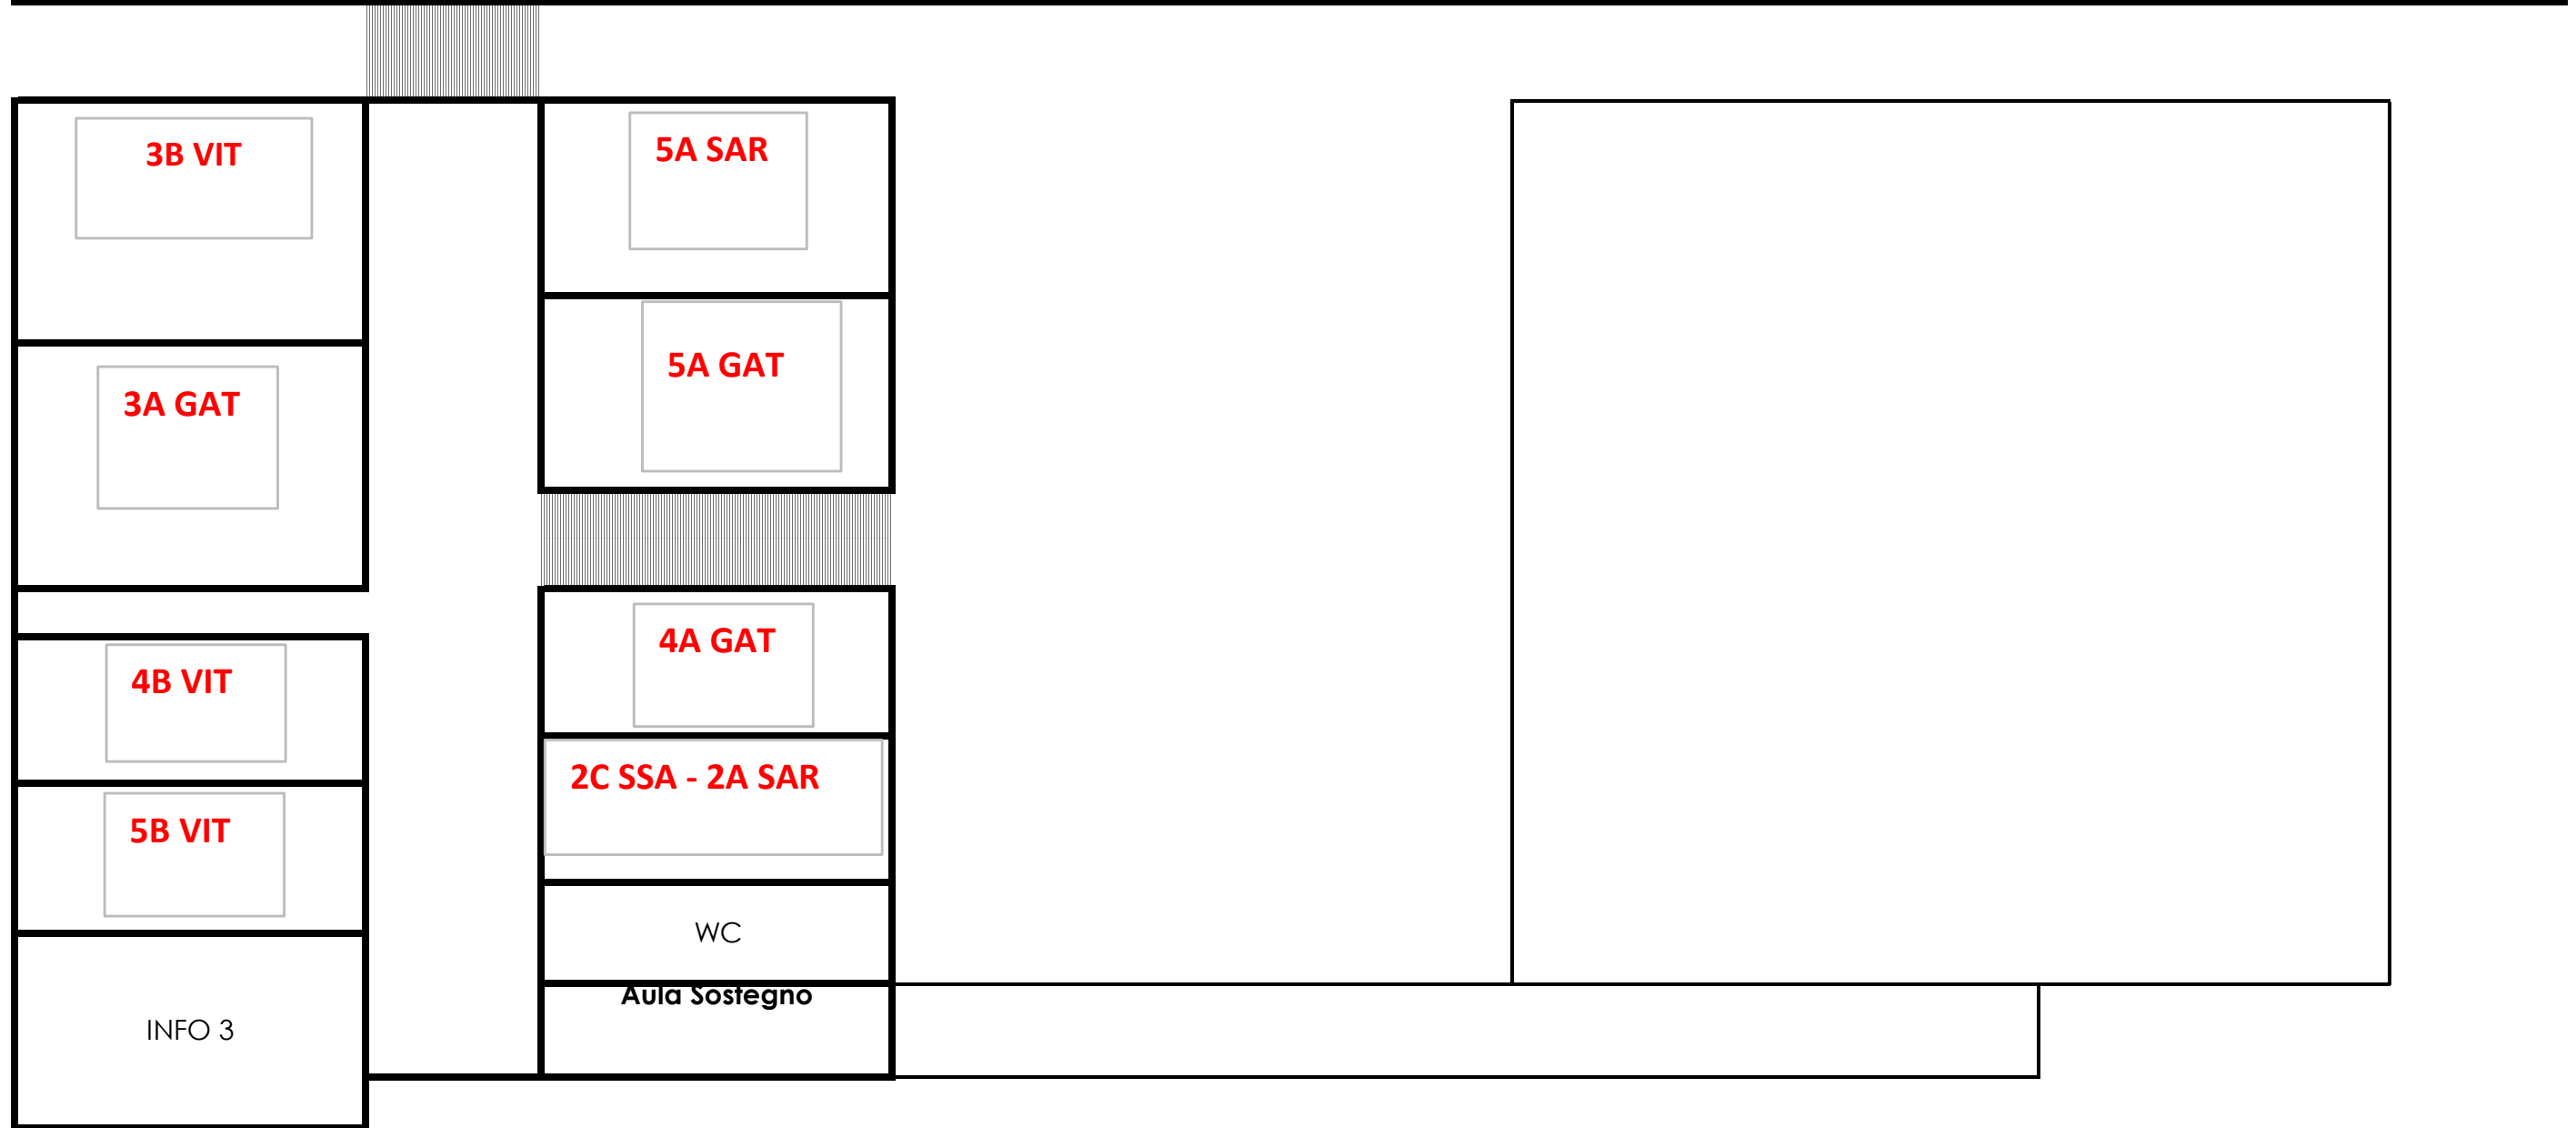 3B VIT
5A SAR
5A GAT
3A GAT
4A GAT
4B VIT
2C SSA - 2A SAR
5B VIT
WC
Aula Sostegno
INFO 3